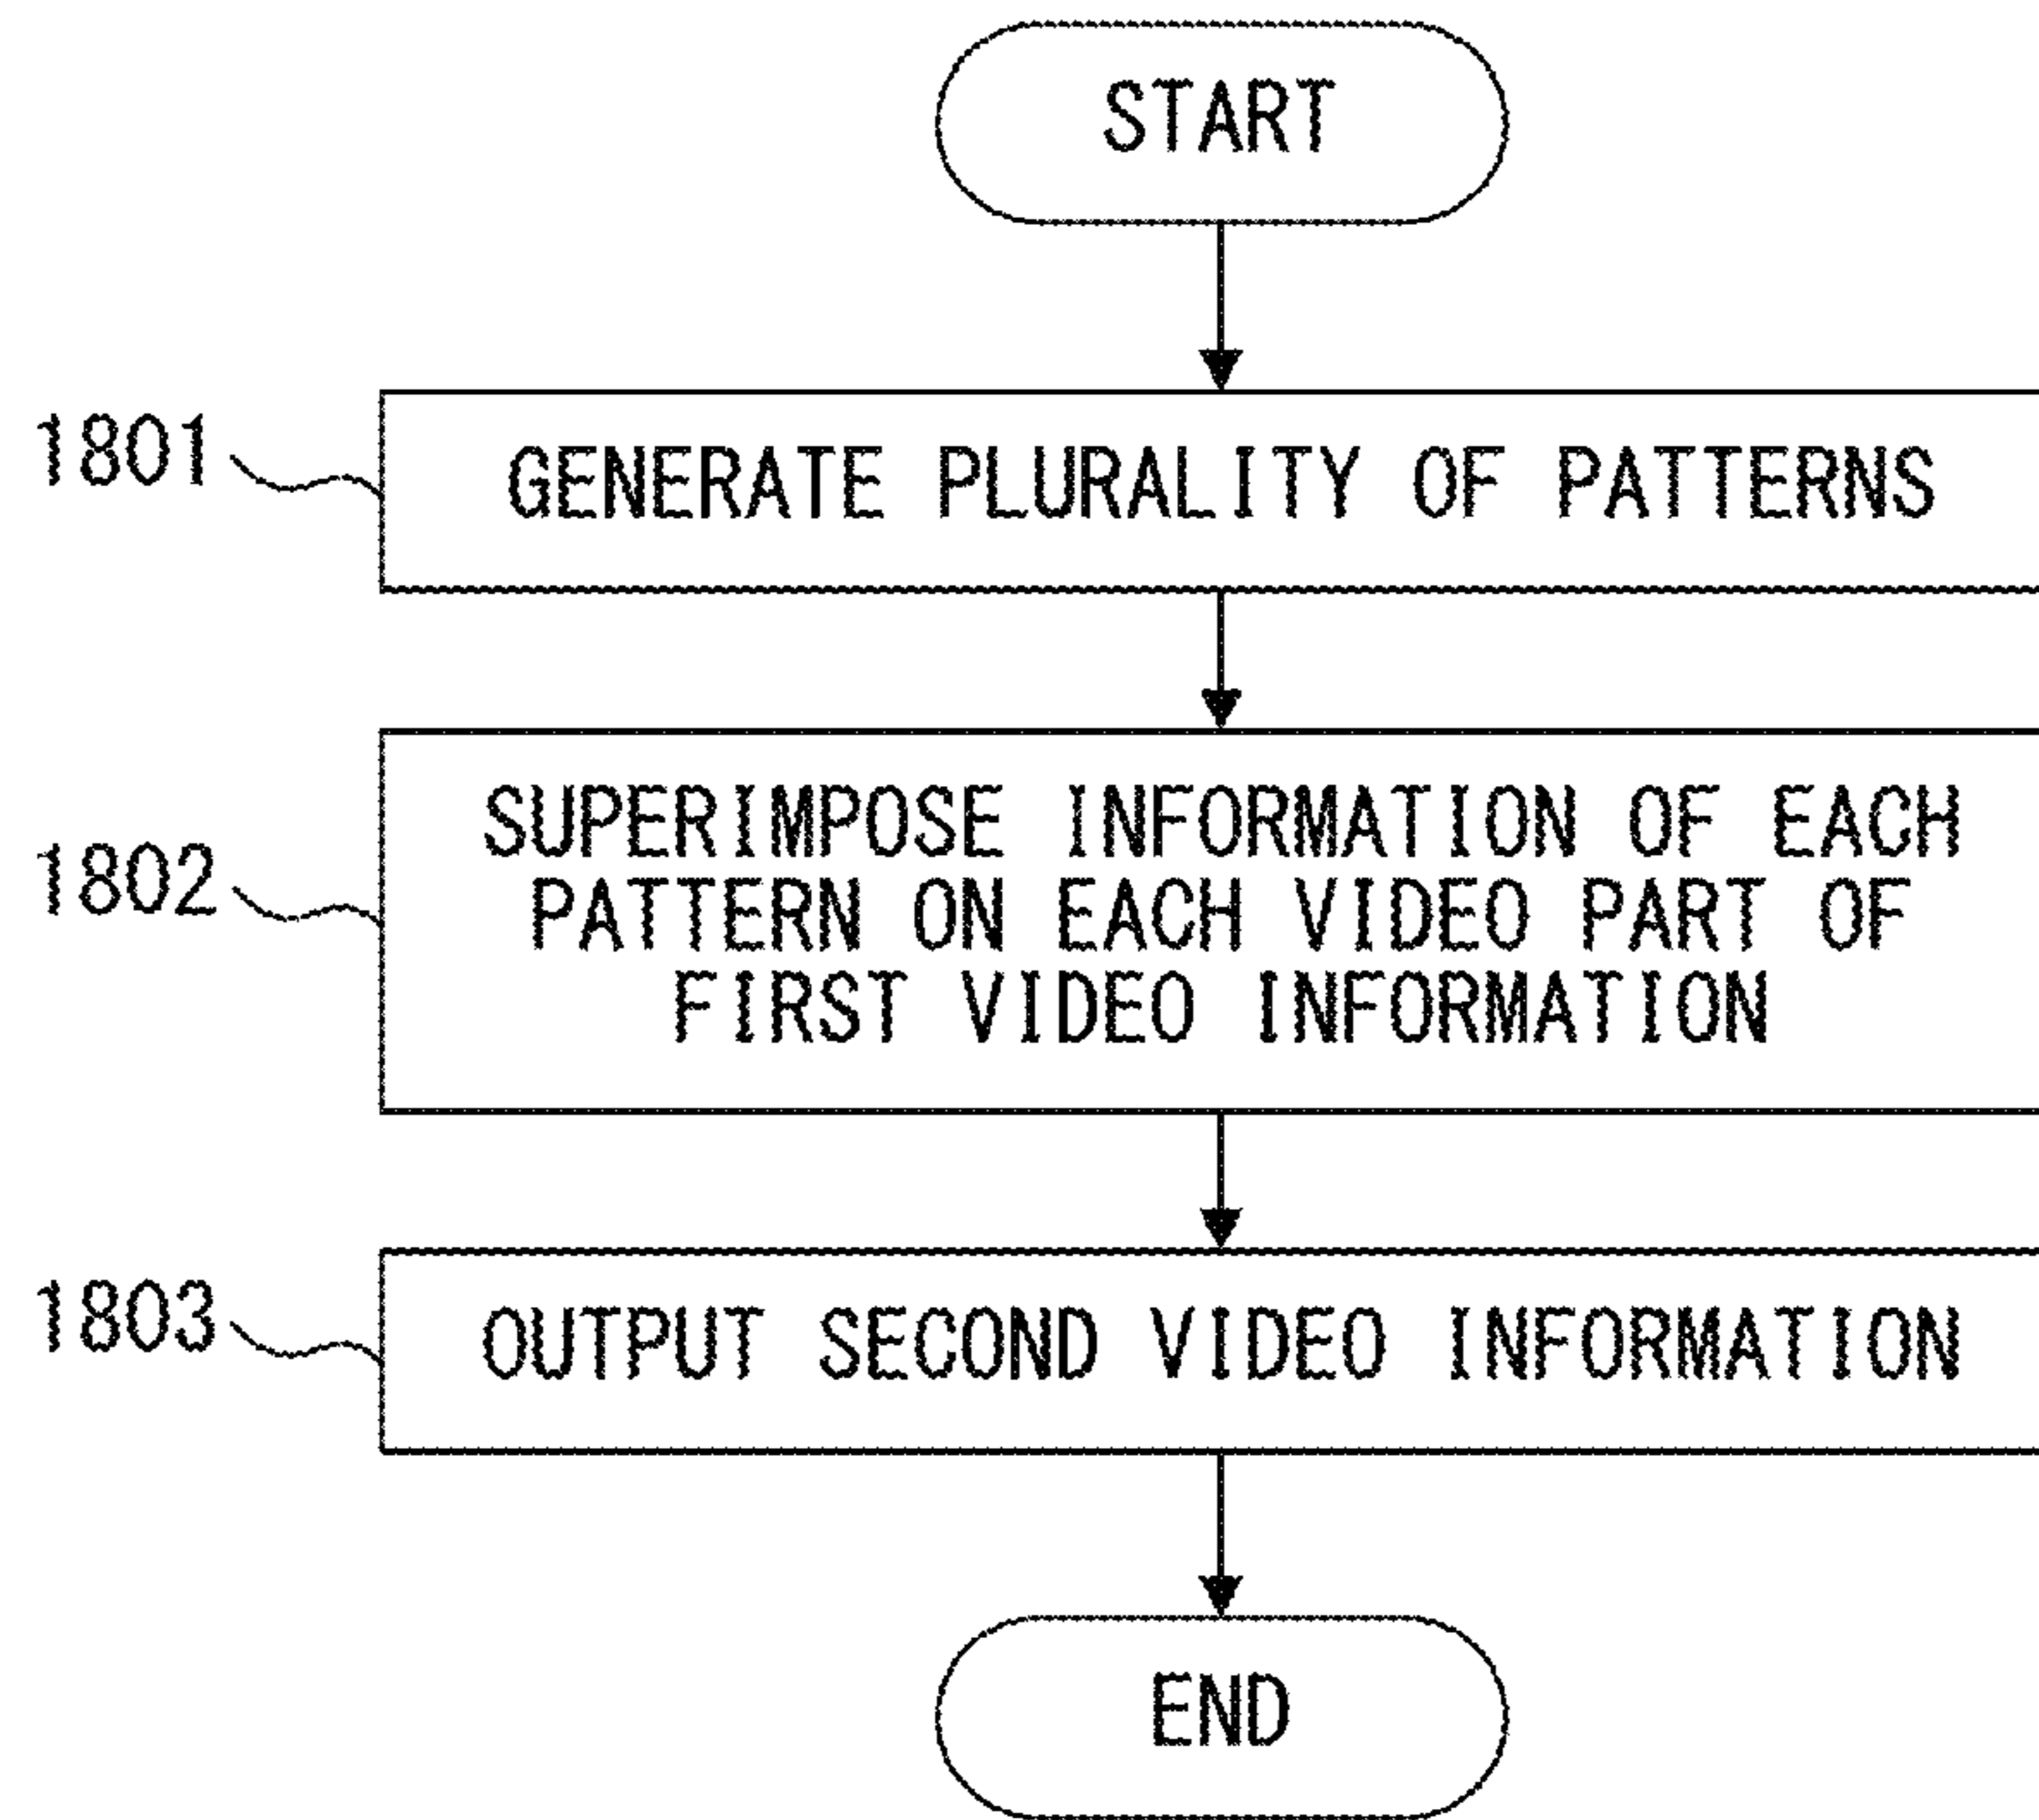 START
1801
GENERATE PLURALITY OF PATTERNS
1802
SUPERIMPOSE INFORMATION OF EACH
PATTERN ON EACH VIDEO PART OF
FIRST VIDEO INFORMATION
1803
OUTPUT SECOND VIDEO INFORMATION
END